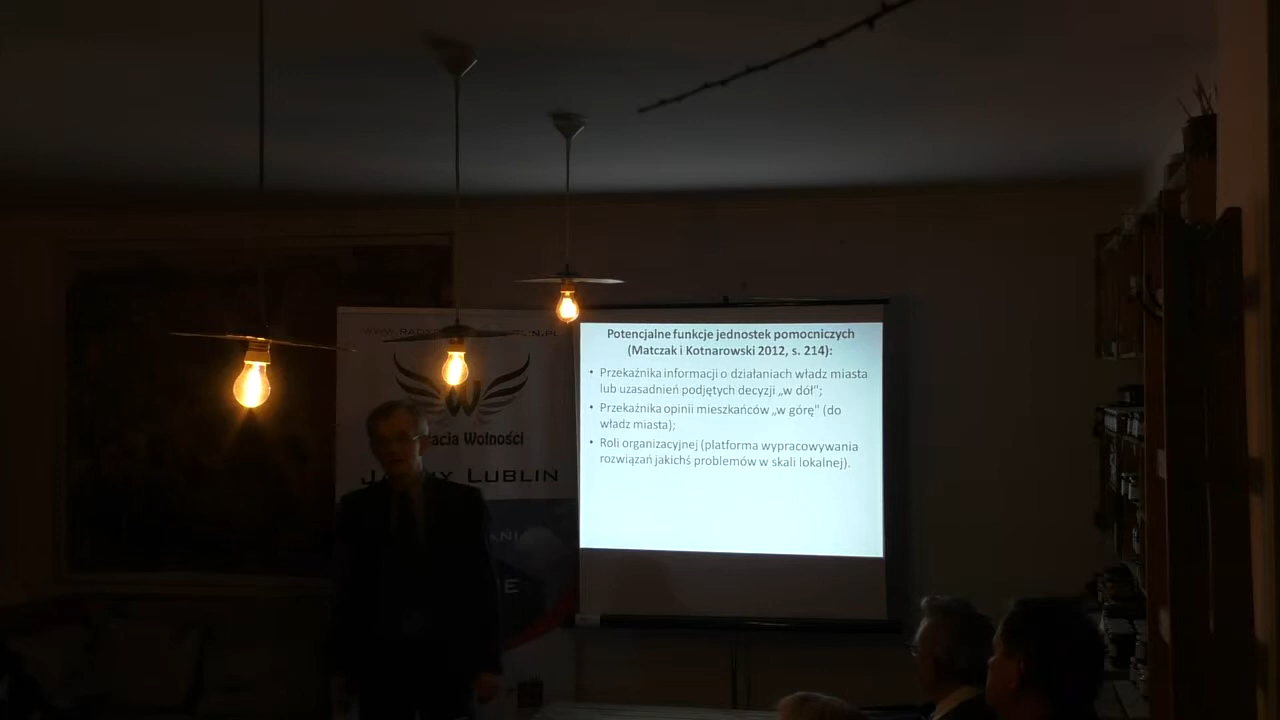 Potencjalne funkcje jednostek pomocniczych
(Matczak i Kotnarowski 2012, s. 214):
• Przekaźnika informacji o działaniach władz miasta
lub uzasadnień podjętych decyzji „w dół";
• Przekaźnika opinii mieszkańców „w górę" (do
władz miasta);
• Roli organizacyjnej (platforma wypracowywania
rozwiązań jakichś problemów w skali lokalnej).
Wolności
Lublin